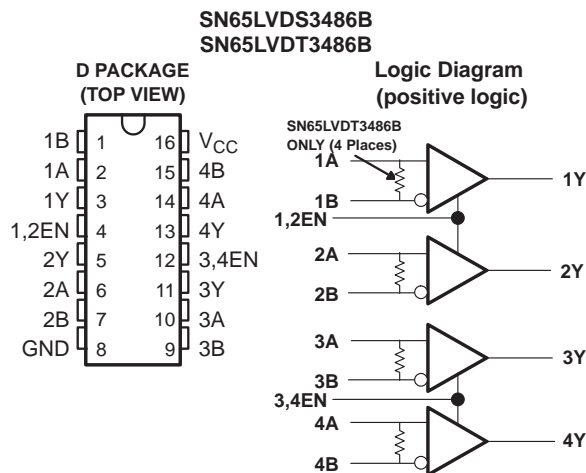 SN65LVDS3486B
SN65LVDT3486B
D PACKAGE
(TOP VIEW)
1B 1 16 VCC
1A 2 15 4B
1Y 3 14 4A
1,2EN 4 13 4Y
2Y 5 12 3,4EN
2A 6 11 3Y
2B 7 10 3A
GND 8 9 3B
Logic Diagram
(positive logic)
SN65LVDT3486B
ONLY (4 Places)
1A
1Y
1B
1,2EN
2A
2Y
2B
3A
3Y
3B
3,4EN
4A
4Y
4B